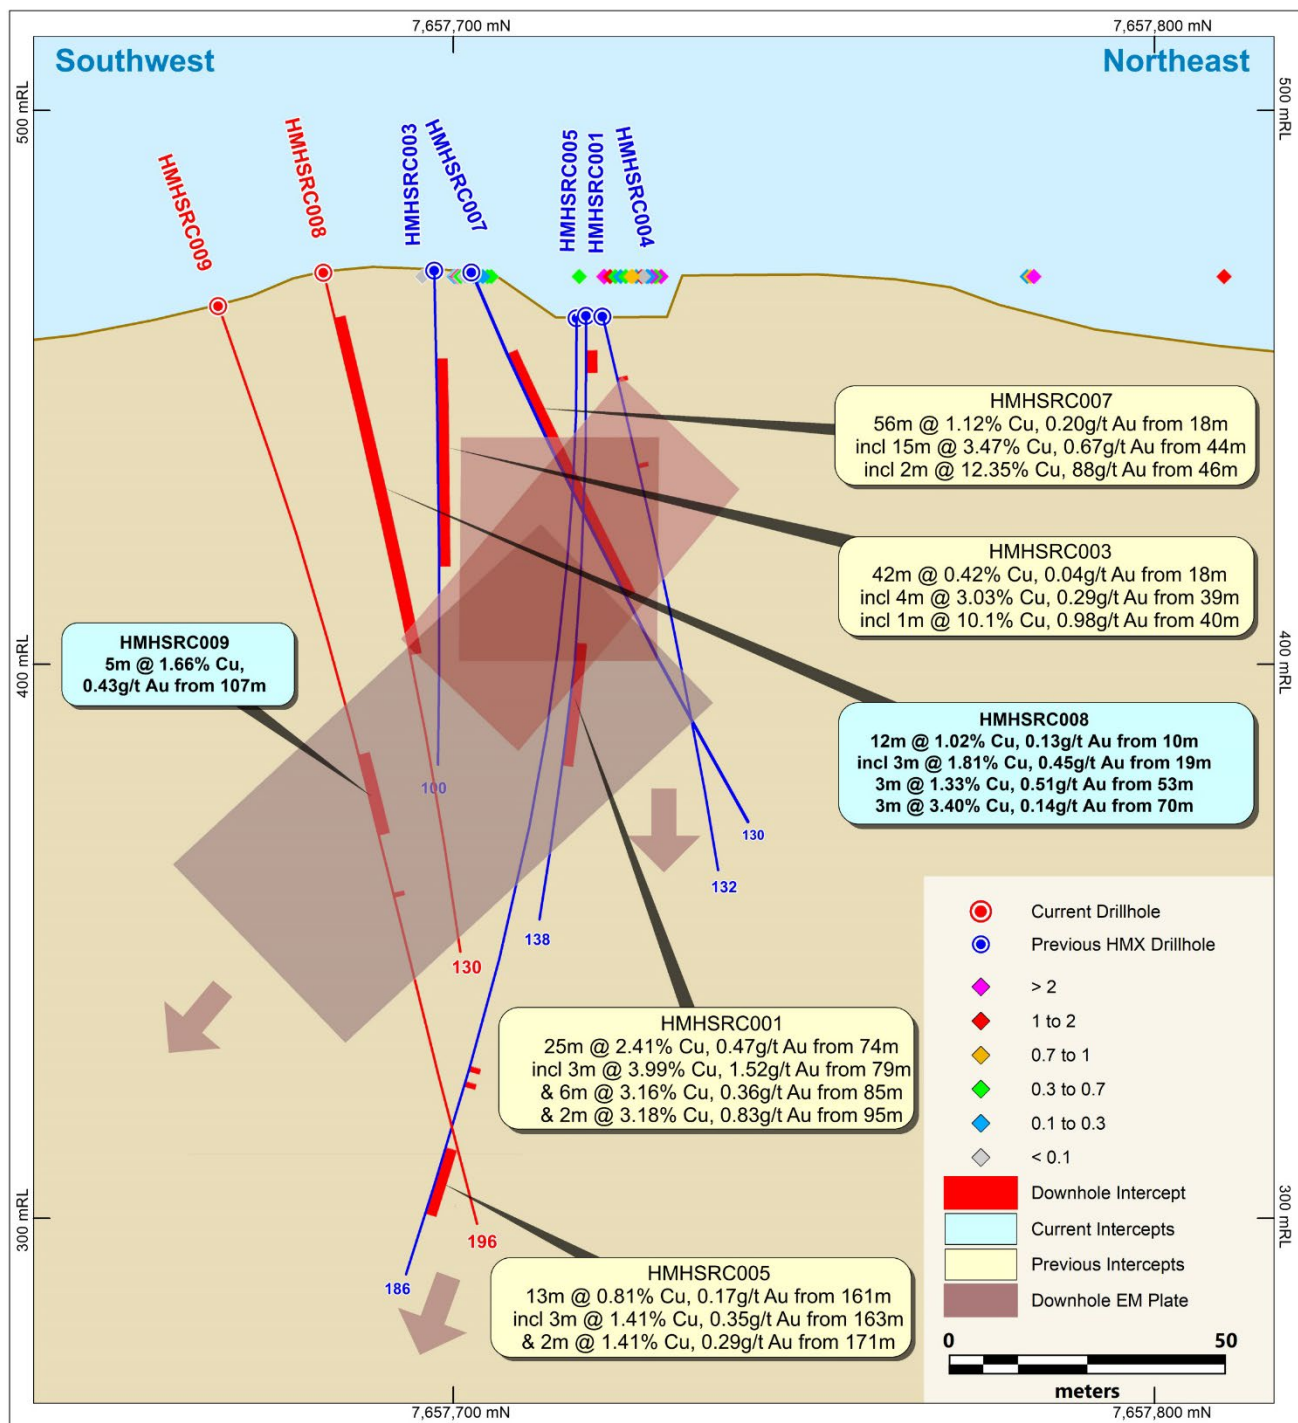 7,657,700 mN
7,657,800 mN
Southwest
Northeast
500 mRL
500 mRL
HMHSRC009
HMHSRC008
HMHSRC003
HMHSRC007
HMHSRC005
HMHSRC001
HMHSRC004
HMHSRC007
56m @ 1.12% Cu, 0.20g/t Au from 18m
incl 15m @ 3.47% Cu, 0.67g/t Au from 44m
incl 2m @ 12.35% Cu, 88g/t Au from 46m
HMHSRC003
42m @ 0.42% Cu, 0.04g/t Au from 18m
incl 4m @ 3.03% Cu, 0.29g/t Au from 39m
incl 1m @ 10.1% Cu, 0.98g/t Au from 40m
HMHSRC009
5m @ 1.66% Cu,
0.43g/t Au from 107m
400 mRL
400 mRL
HMHSRC008
12m @ 1.02% Cu, 0.13g/t Au from 10m
incl 3m @ 1.81% Cu, 0.45g/t Au from 19m
3m @ 1.33% Cu, 0.51g/t Au from 53m
3m @ 3.40% Cu, 0.14g/t Au from 70m
100
130
132
138
130
HMHSRC001
25m @ 2.41% Cu, 0.47g/t Au from 74m
incl 3m @ 3.99% Cu, 1.52g/t Au from 79m
& 6m @ 3.16% Cu, 0.36g/t Au from 85m
& 2m @ 3.18% Cu, 0.83g/t Au from 95m
Current Drillhole
Previous HMX Drillhole
> 2
1 to 2
0.7 to 1
0.3 to 0.7
0.1 to 0.3
< 0.1
Downhole Intercept
Current Intercepts
Previous Intercepts
Downhole EM Plate
300 mRL
300 mRL
196
186
HMHSRC005
13m @ 0.81% Cu, 0.17g/t Au from 161m
incl 3m @ 1.41% Cu, 0.35g/t Au from 163m
& 2m @ 1.41% Cu, 0.29g/t Au from 171m
0 50
meters
7,657,700 mN
7,657,800 mN